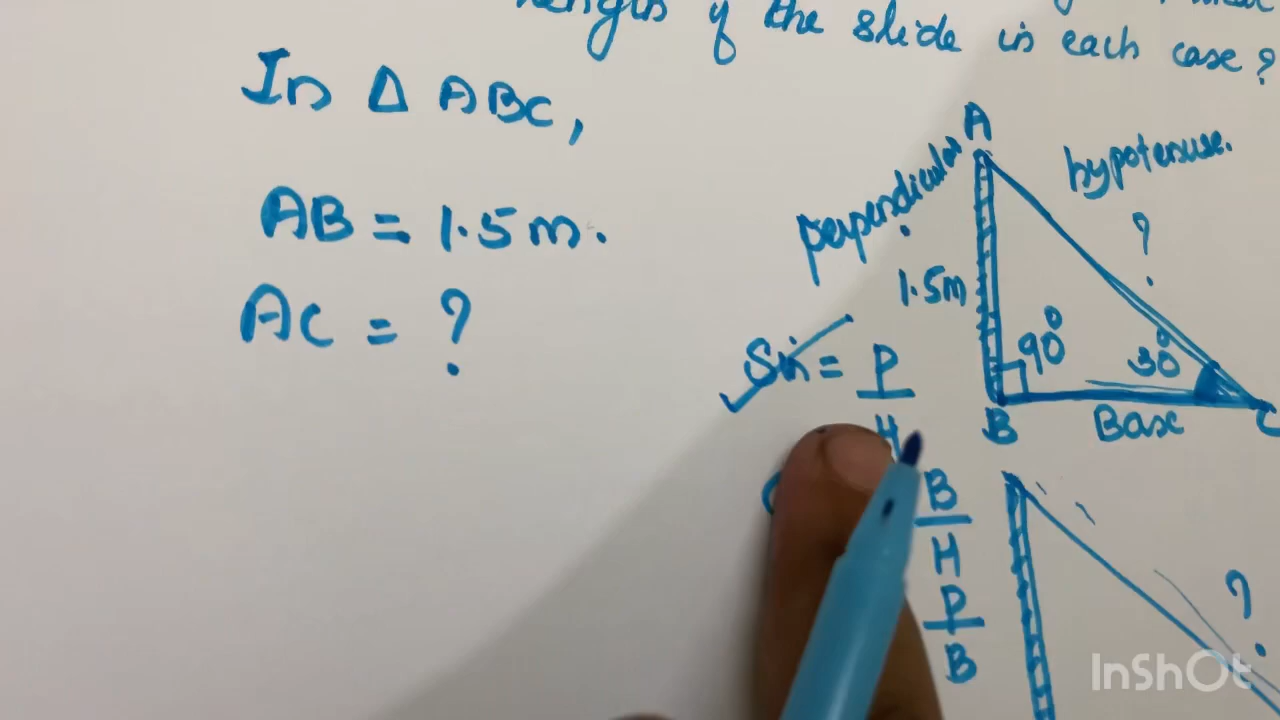 length of the slide in each case?
In Δ ABC,
AB = 1.5m.
AC = ?
A
perpendicular
hypotenuse.
?
1.5m
90°
30°
B
Base
C
Sin = P
H
B
H
P
B
?
InShOt